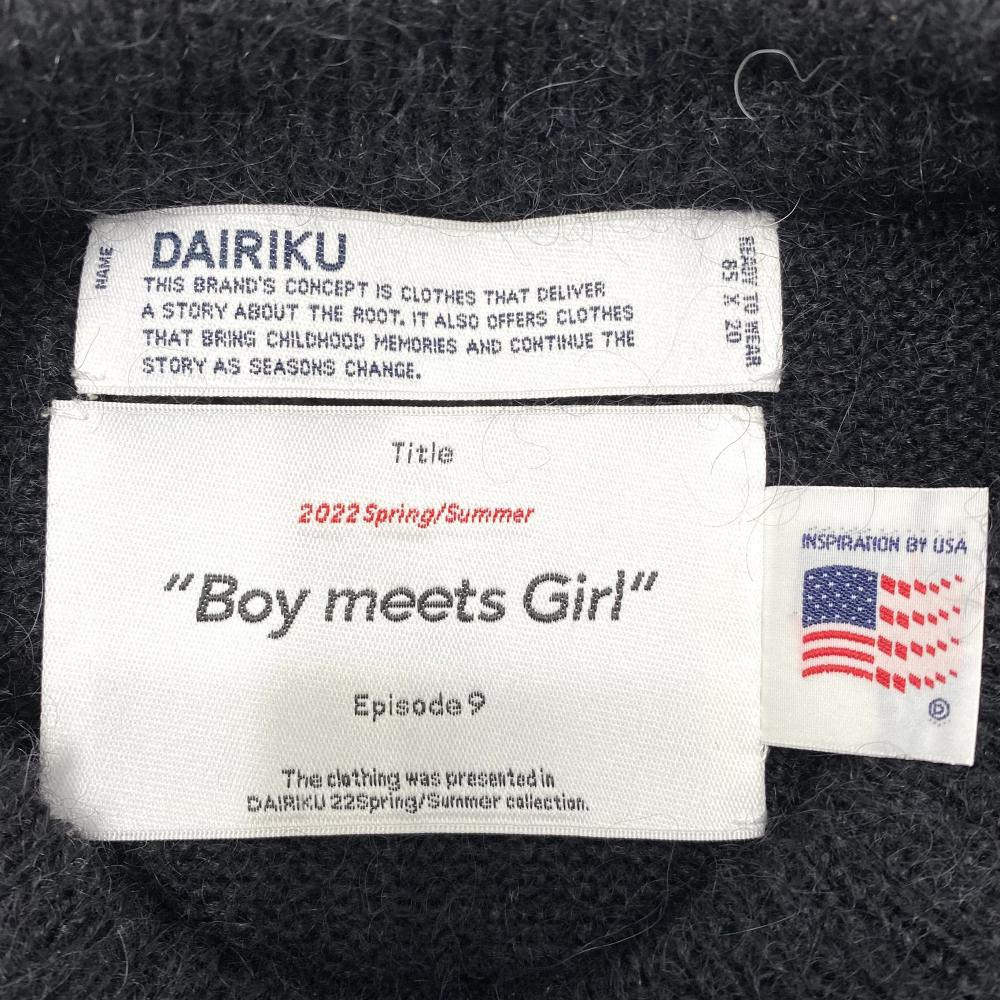 NAME
DAIRIKU
THIS BRAND'S CONCEPT IS CLOTHES THAT DELIVER
A STORY ABOUT THE ROOT. IT ALSO OFFERS CLOTHES
THAT BRING CHILDHOOD MEMORIES AND CONTINUE THE
STORY AS SEASONS CHANGE.
READY TO WEAR
65 X 20
Title
2022 Spring/Summer
"Boy meets Girl"
Episode 9
The clothing was presented in
DAIRIKU 22Spring/Summer collection.
INSPIRATION BY USA
Ⓓ